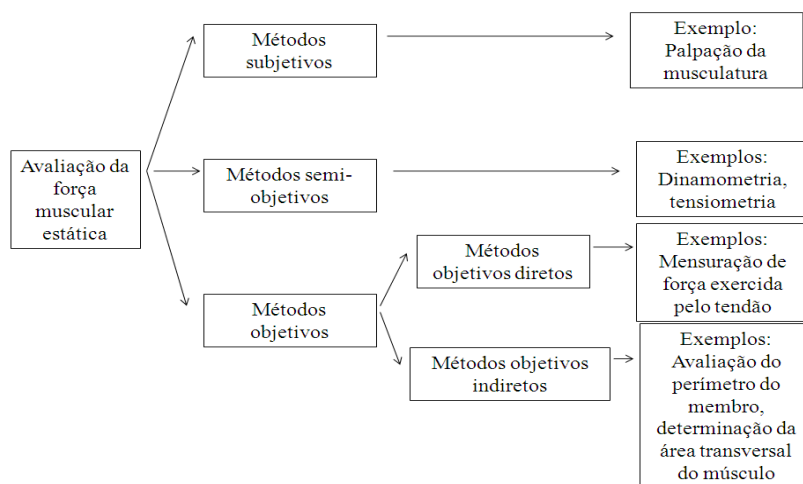 Avaliação da
força
muscular
estática
Métodos
subjetivos
Exemplo:
Palpação da
musculatura
Métodos semi-
objetivos
Exemplos:
Dinamometria,
tensiometria
Métodos
objetivos
Métodos
objetivos diretos
Exemplos:
Mensuração de
força exercida
pelo tendão
Métodos objetivos
indiretos
Exemplos:
Avaliação do
perímetro do
membro,
determinação da
área transversal
do músculo